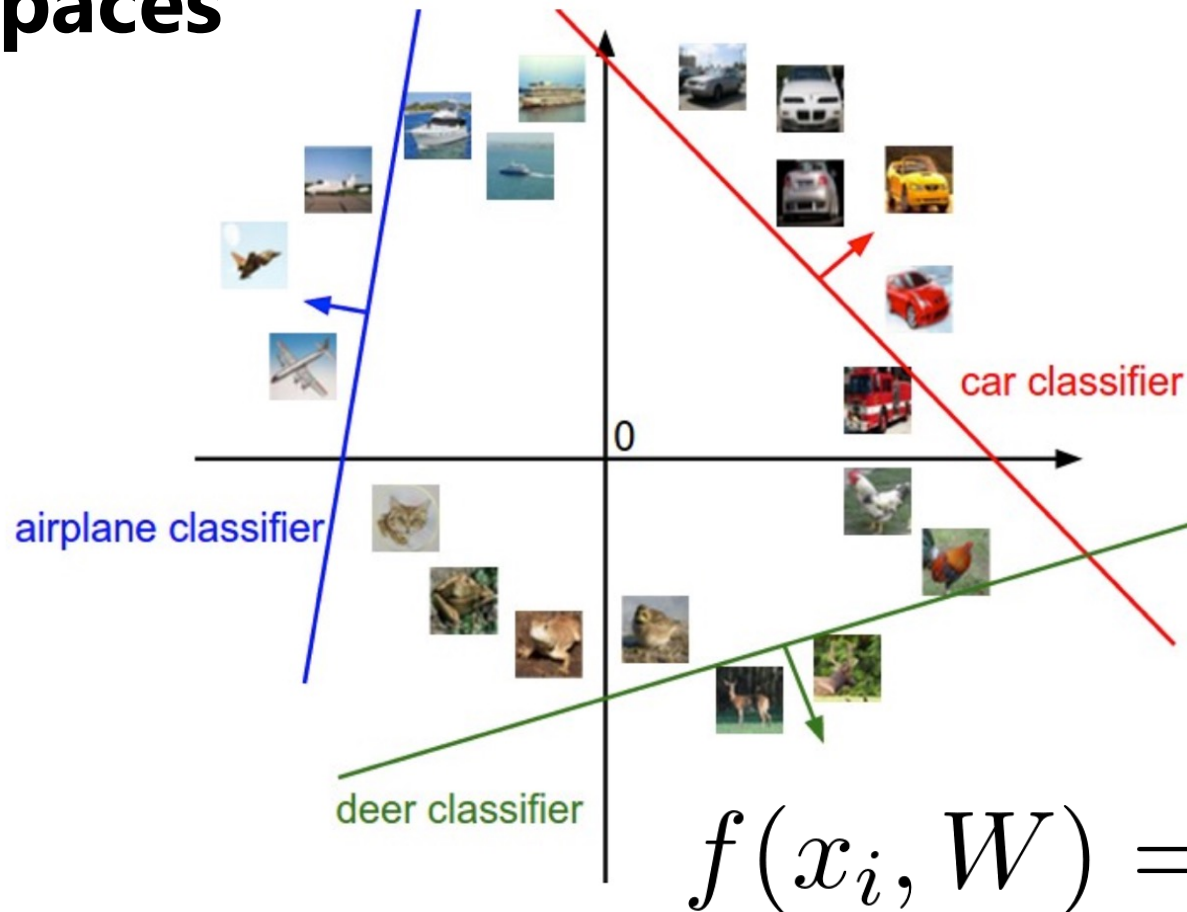 paces
0
car classifier
airplane classifier
deer classifier
f(x_i, W) =